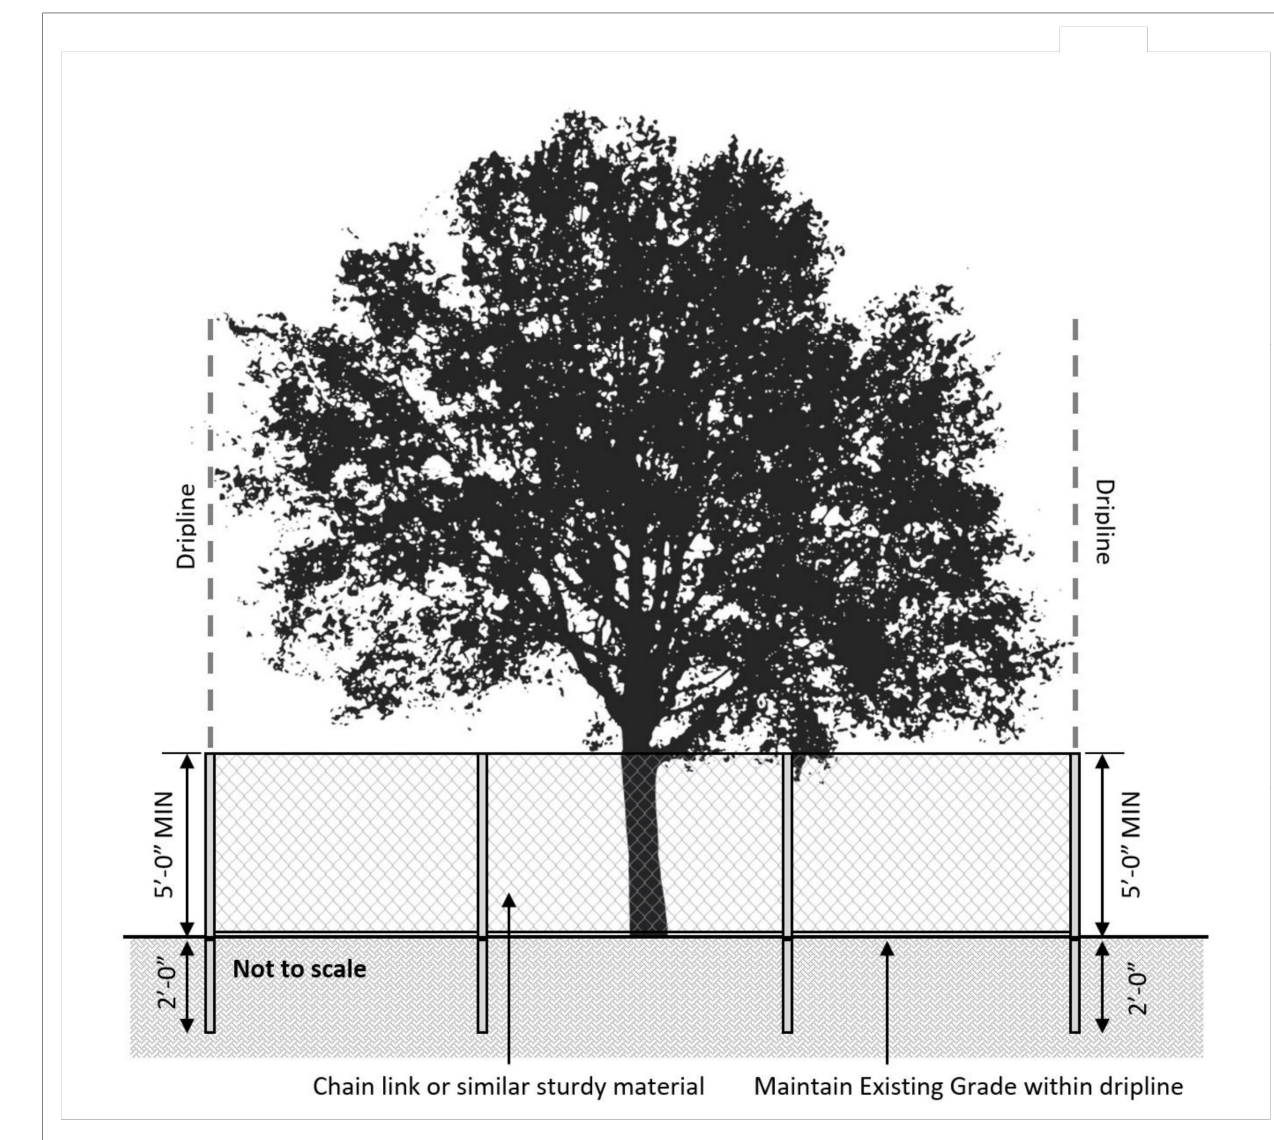 Dripline
Dripline
5’-0” MIN
5’-0” MIN
Not to scale
2’-0”
2’-0”
Chain link or similar sturdy material
Maintain Existing Grade within dripline